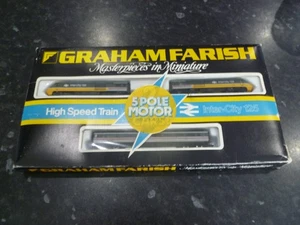 GRAHAM FARISH
Masterpieces in Miniature
High Speed Train
5 POLE
MOTOR
Inter-City 125